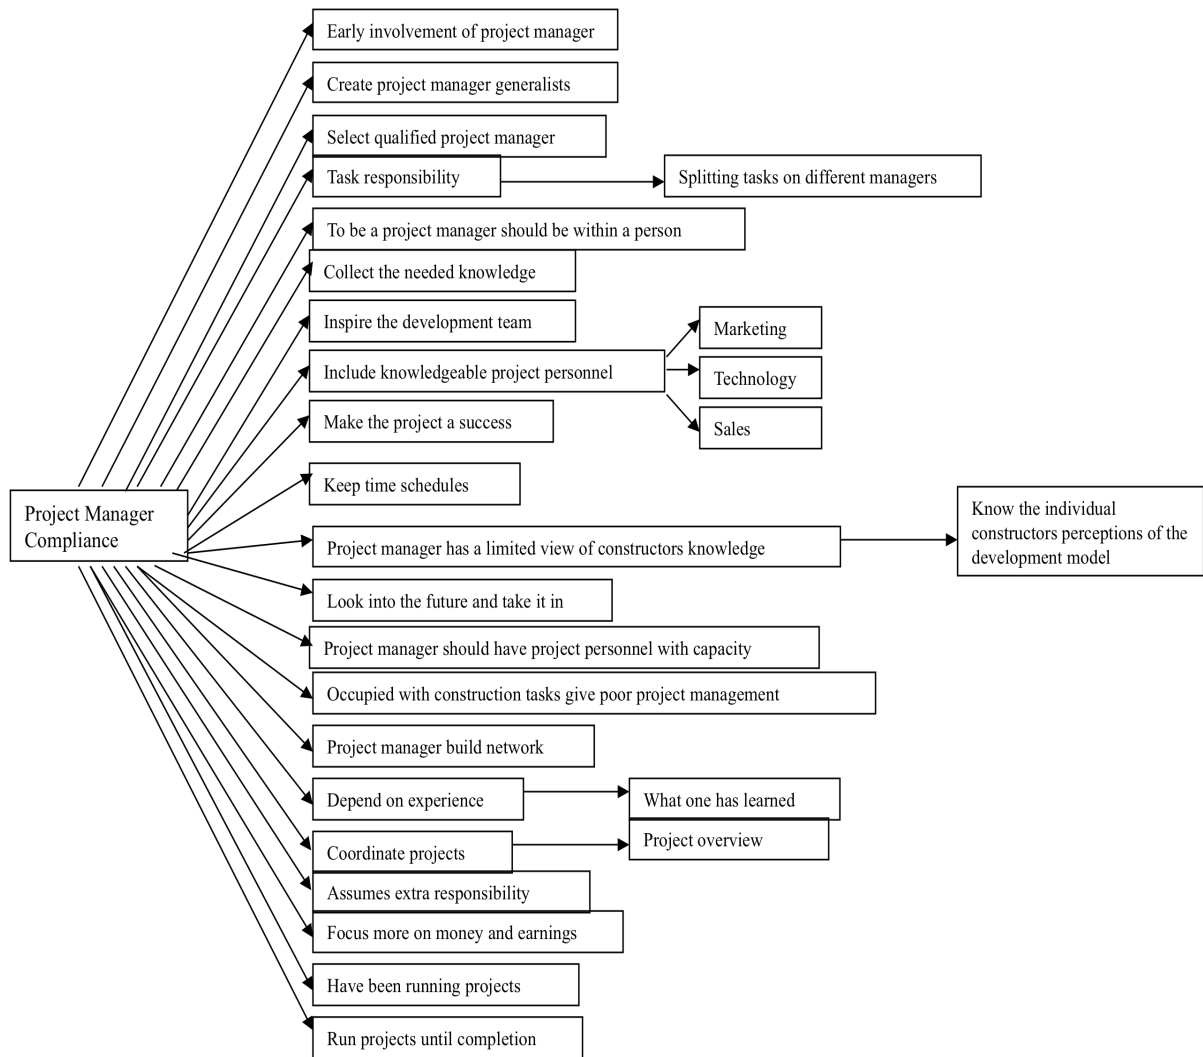 Early involvement of project manager
Create project manager generalists
Select qualified project manager
Task responsibility
Splitting tasks on different managers
To be a project manager should be within a person
Collect the needed knowledge
Inspire the development team
Marketing
Include knowledgeable project personnel
Technology
Make the project a success
Sales
Keep time schedules
Project Manager
Compliance
Project manager has a limited view of constructors knowledge
Know the individual
constructors perceptions of the
development model
Look into the future and take it in
Project manager should have project personnel with capacity
Occupied with construction tasks give poor project management
Project manager build network
Depend on experience
What one has learned
Coordinate projects
Project overview
Assumes extra responsibility
Focus more on money and earnings
Have been running projects
Run projects until completion